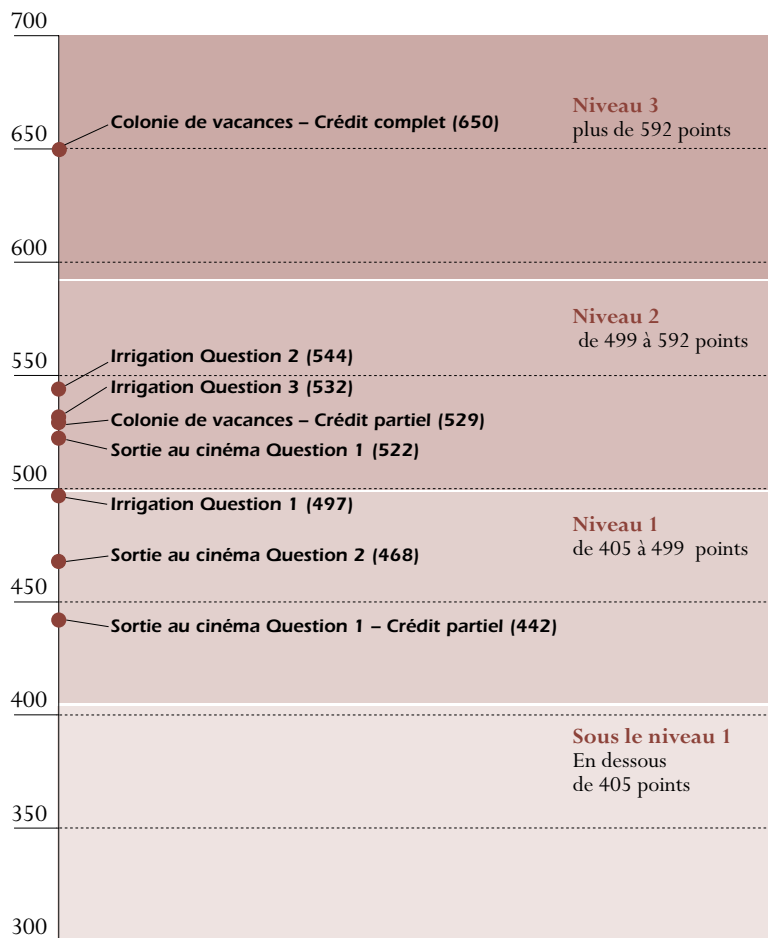 700
Niveau 3
plus de 592 points
Colonie de vacances – Crédit complet (650)
650
600
Niveau 2
de 499 à 592 points
Irrigation Question 2 (544)
550
Irrigation Question 3 (532)
Colonie de vacances – Crédit partiel (529)
Sortie au cinéma Question 1 (522)
500
Irrigation Question 1 (497)
Niveau 1
de 405 à 499 points
Sortie au cinéma Question 2 (468)
450
Sortie au cinéma Question 1 – Crédit partiel (442)
400
Sous le niveau 1
En dessous
de 405 points
350
300